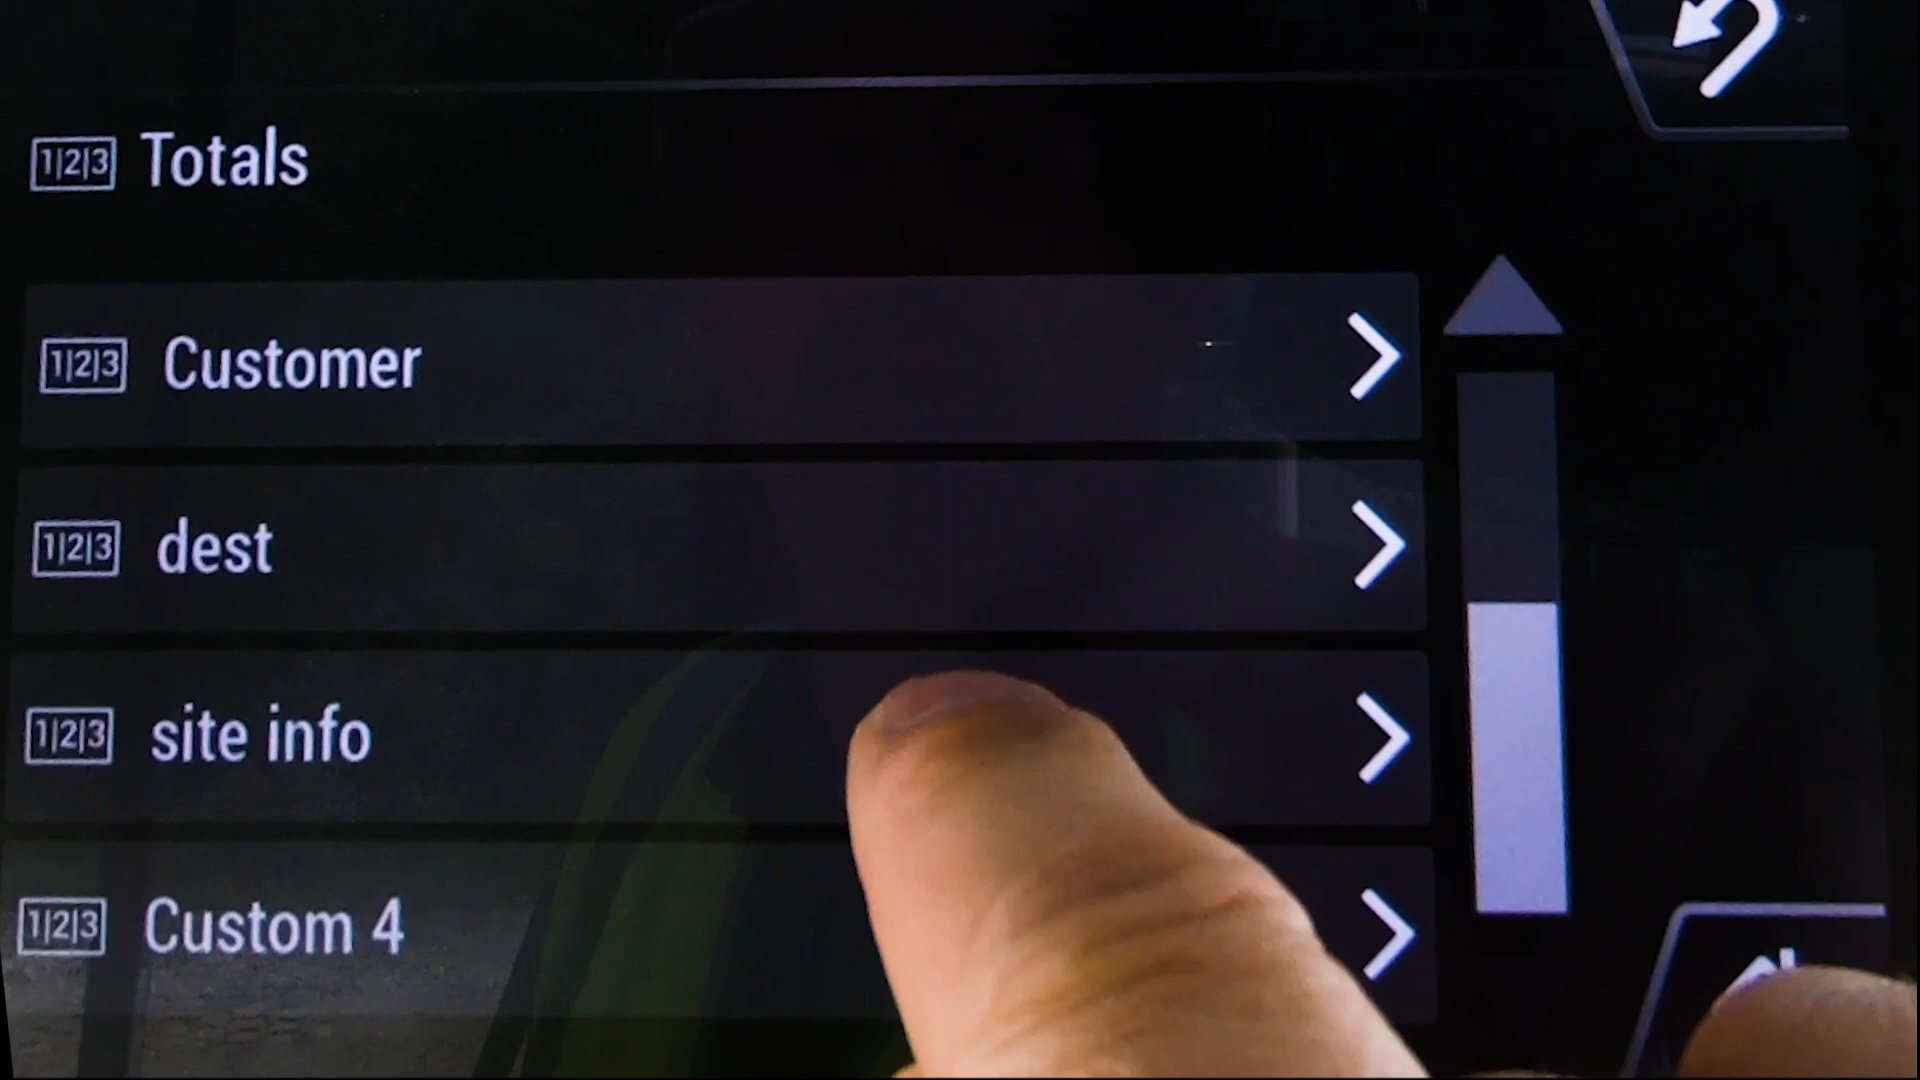 1|2|3 Totals
1|2|3 Customer
1|2|3 dest
1|2|3 site info
1|2|3 Custom 4